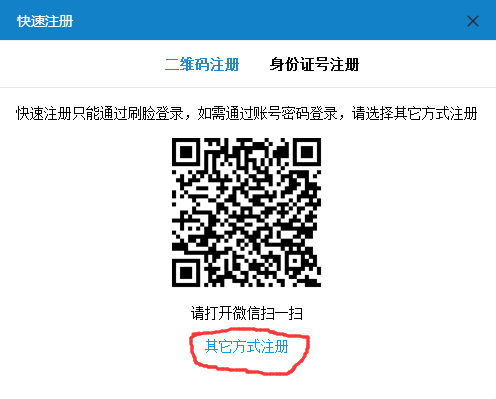 快速注册
二维码注册 身份证号注册
快速注册只能通过刷脸登录，如需通过账号密码登录，请选择其它方式注册
请打开微信扫一扫
其它方式注册